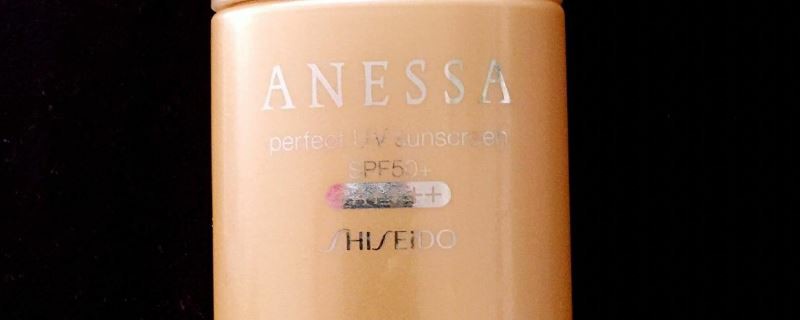 ANESSA
perfect UV sunscreen
SPF50+
++
SHISEIDO